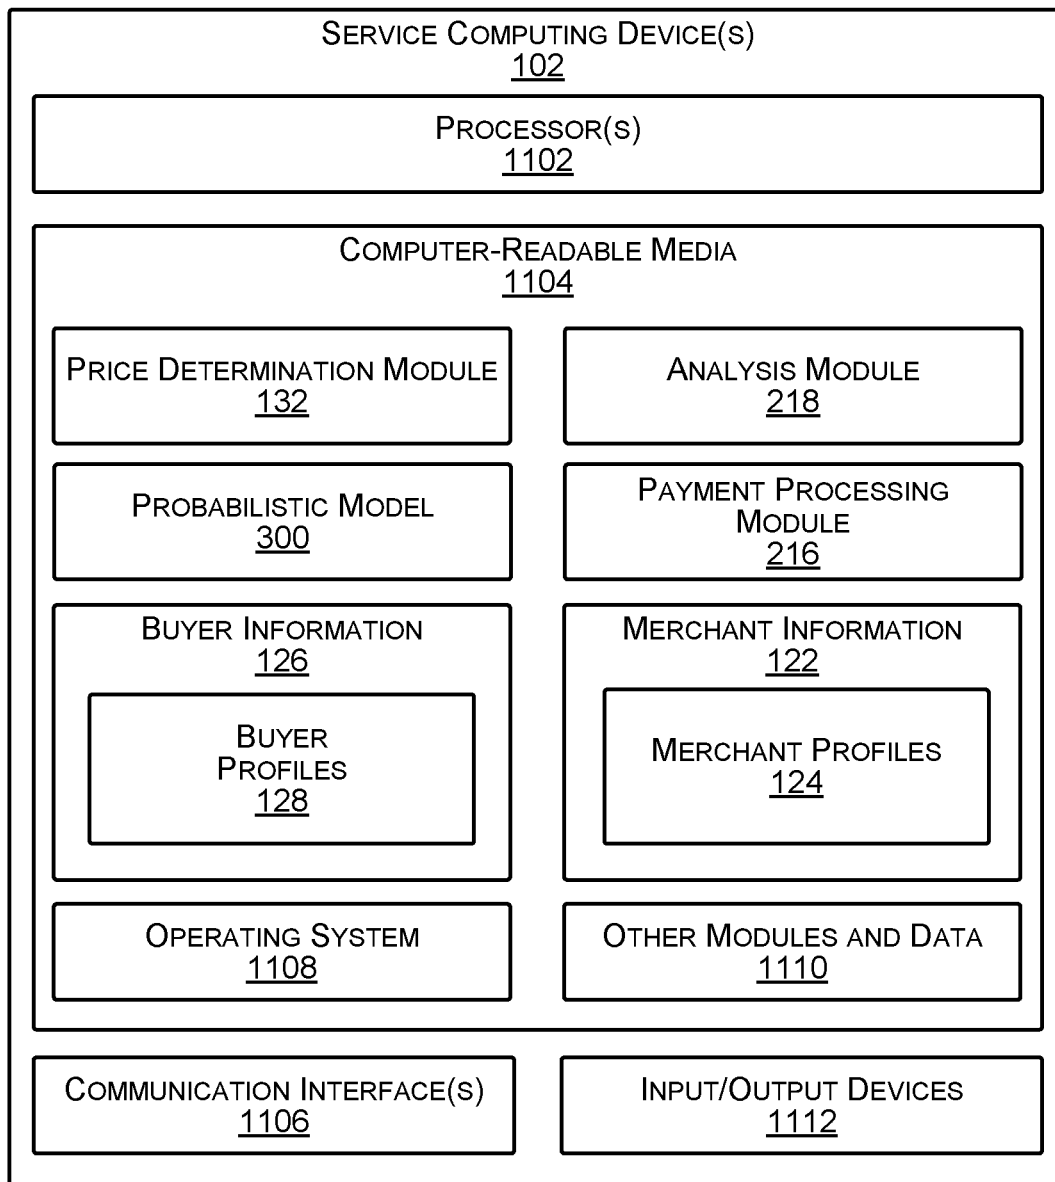 SERVICE COMPUTING DEVICE(S)
102
PROCESSOR(S)
1102
COMPUTER-READABLE MEDIA
1104
PRICE DETERMINATION MODULE
132
ANALYSIS MODULE
218
PROBABILISTIC MODEL
300
PAYMENT PROCESSING
MODULE
216
BUYER INFORMATION
126
BUYER
PROFILES
128
MERCHANT INFORMATION
122
MERCHANT PROFILES
124
OPERATING SYSTEM
1108
OTHER MODULES AND DATA
1110
COMMUNICATION INTERFACE(S)
1106
INPUT/OUTPUT DEVICES
1112